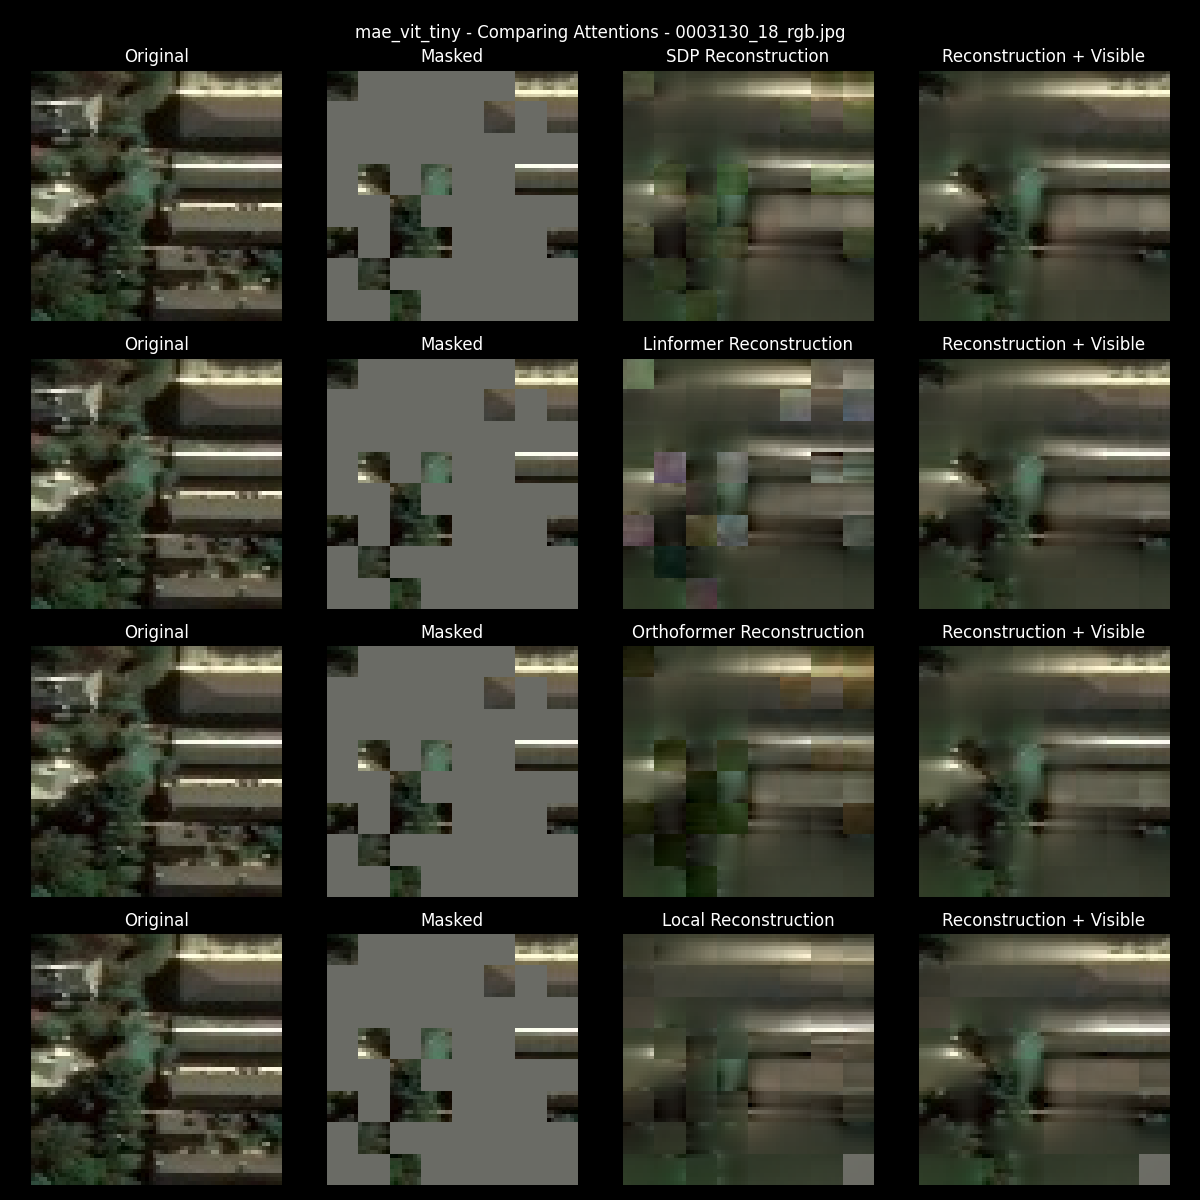 mae_vit_tiny - Comparing Attentions - 0003130_18_rgb.jpg
Original Masked SDP Reconstruction Reconstruction + Visible
Original Masked Linformer Reconstruction Reconstruction + Visible
Original Masked Orthoformer Reconstruction Reconstruction + Visible
Original Masked Local Reconstruction Reconstruction + Visible